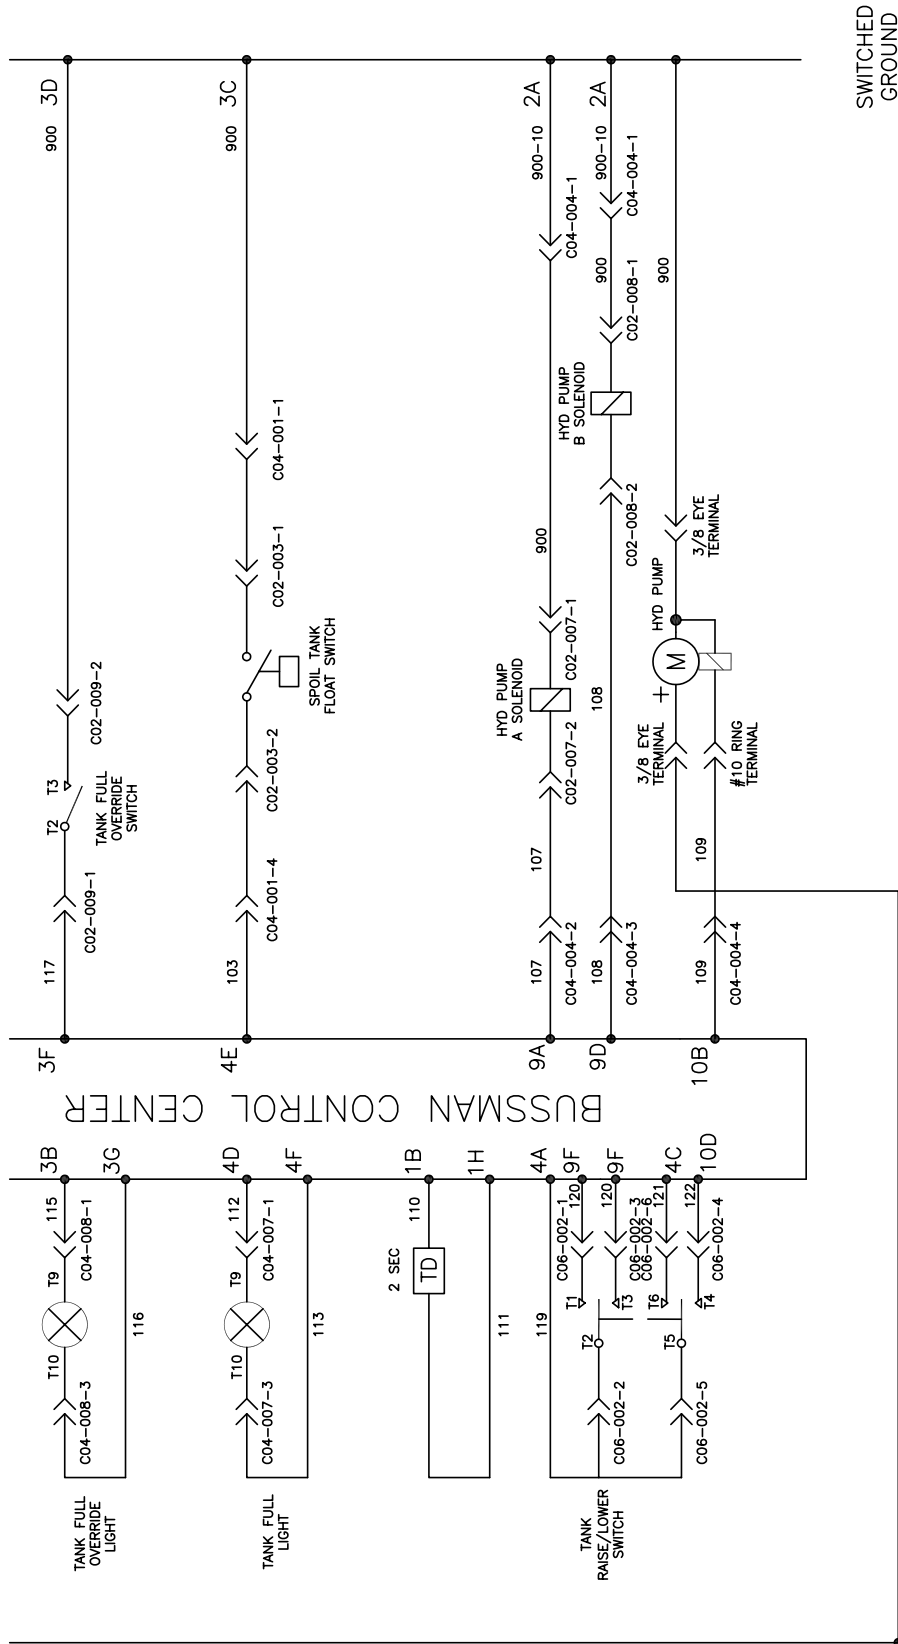 SWITCHED
GROUND
3D
900
C02-009-2
T3
T2
TANK FULL
OVERRIDE
SWITCH
C02-009-1
117
3F
3C
900
C04-001-1
C02-003-1
SPOIL TANK
FLOAT SWITCH
C02-003-2
C04-001-4
103
4E
2A
900-10
C04-004-1
900
C02-007-1
HYD PUMP
A SOLENOID
C02-007-2
107
107
C04-004-2
9A
2A
900-10
C04-004-1
900
C02-008-1
HYD PUMP
B SOLENOID
C02-008-2
108
108
C04-004-3
9D
900
3/8 EYE
TERMINAL
HYD PUMP
M
+
3/8 EYE
TERMINAL
#10 RING
TERMINAL
109
109
C04-004-4
10B
BUSSMAN CONTROL CENTER
3B
115
C04-008-1
T9
T10
C04-008-3
3G
116
TANK FULL
OVERRIDE
LIGHT
4D
112
C04-007-1
T9
T10
C04-007-3
4F
113
TANK FULL
LIGHT
1B
110
2 SEC
TD
1H
111
4A
119
9F
120
C06-002-1
T1
9F
120
C06-002-3
T3
T2
C06-002-2
4C
121
C06-002-6
T6
10D
122
C06-002-4
T4
T5
C06-002-5
TANK
RAISE/LOWER
SWITCH